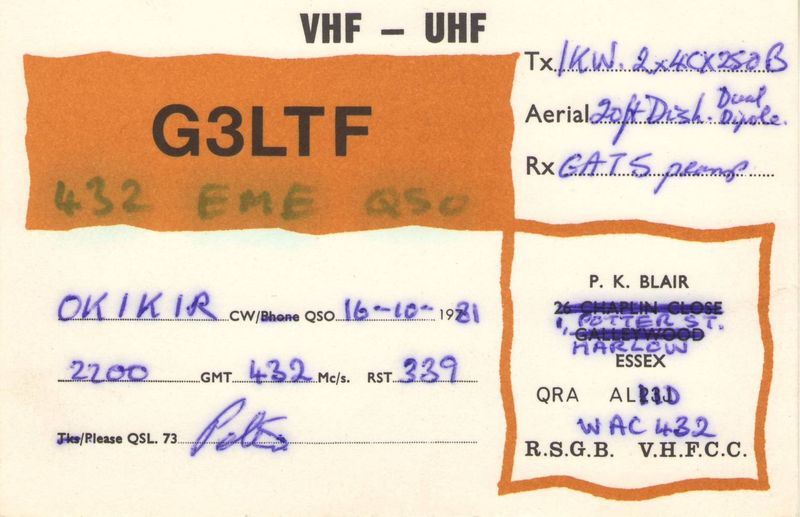 VHF – UHF
G3LTF
432 EME QSO
Tx 1KW. 2x4CX250B
Aerial 20ft Dish. Dual Dipole.
Rx GAT5 preamp
OK1KIR CW/Phone QSO 16-10-1981
2200 GMT 432 Mc/s. RST 339
Tks/Please QSL. 73 Peter
P. K. BLAIR
26 CHAPLIN CLOSE
1, POTTER ST.
GALLEYWOOD
HARLOW
ESSEX
QRA AL
WAC 432
R.S.G.B. V.H.F.C.C.